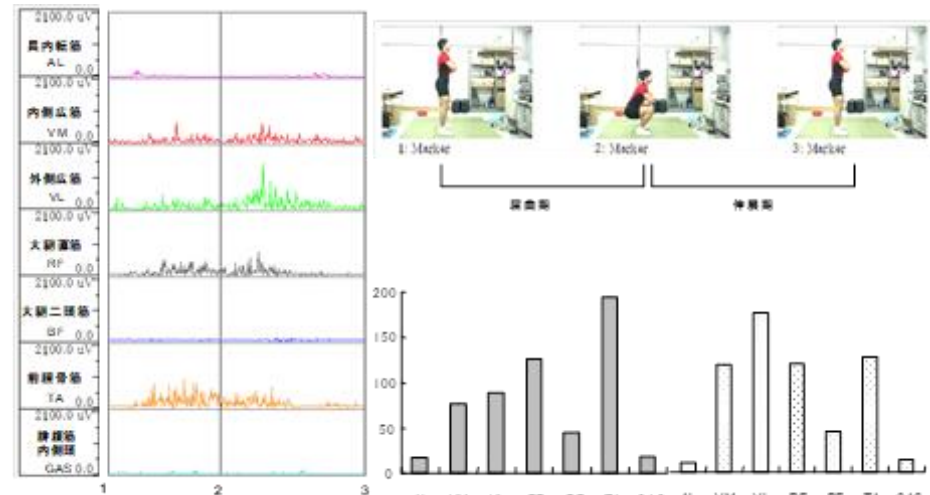 2100.0 uV
長内転筋
AL 0.0
2100.0 uV
内側広筋
VM 0.0
2100.0 uV
外側広筋
VL 0.0
2100.0 uV
大腿直筋
RF 0.0
2100.0 uV
大腿二頭筋
BF 0.0
2100.0 uV
前脛骨筋
TA 0.0
2100.0 uV
腓腹筋
内側頭
GAS 0.0
1
2
3
1: Marker
2: Marker
3: Marker
屈曲期
伸展期
200
150
100
50
0